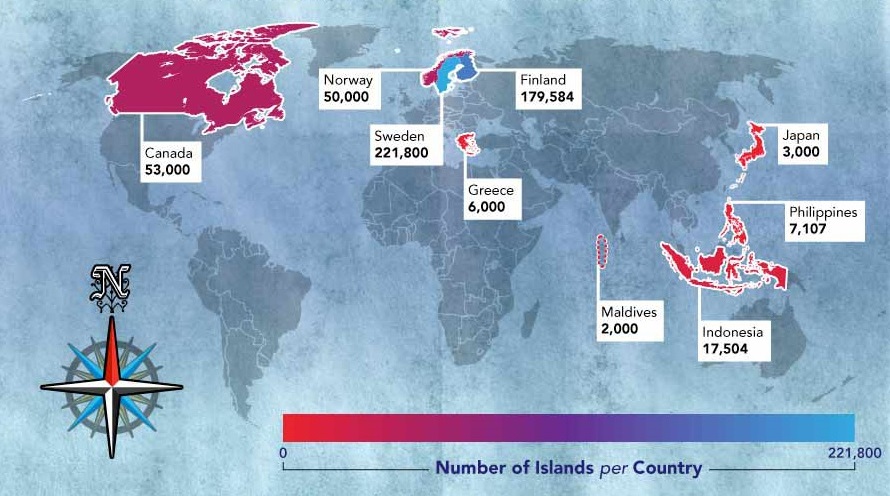 Norway
50,000
Finland
179,584
Sweden
221,800
Canada
53,000
Greece
6,000
Japan
3,000
Philippines
7,107
Maldives
2,000
Indonesia
17,504
N
0
221,800
Number of Islands per Country